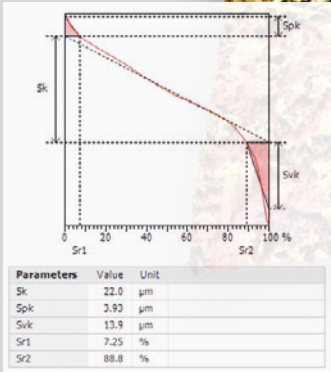 Spk
Sk
Svk
0 20 40 60 80 100 %
Sr1 Sr2
Parameters Value Unit
Sk 22.0 µm
Spk 3.93 µm
Svk 13.9 µm
Sr1 7.25 %
Sr2 88.8 %